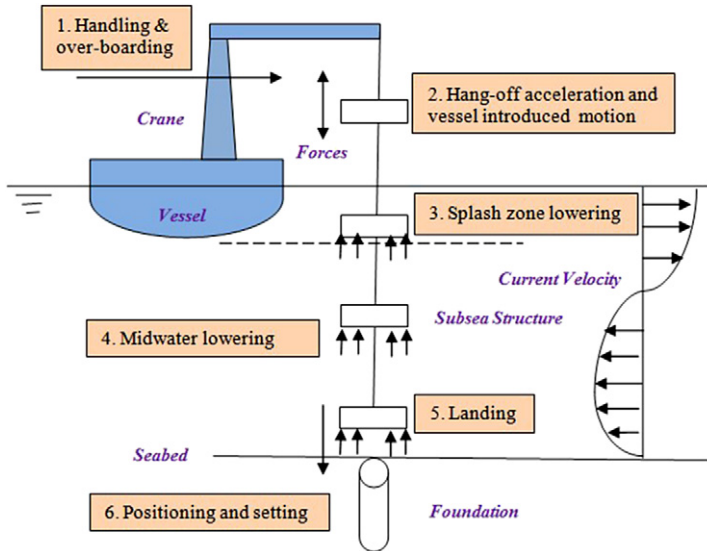 1. Handling &
over-boarding
2. Hang-off acceleration and
vessel introduced motion
Crane
Forces
Vessel
3. Splash zone lowering
Current Velocity
Subsea Structure
4. Midwater lowering
5. Landing
Seabed
6. Positioning and setting
Foundation